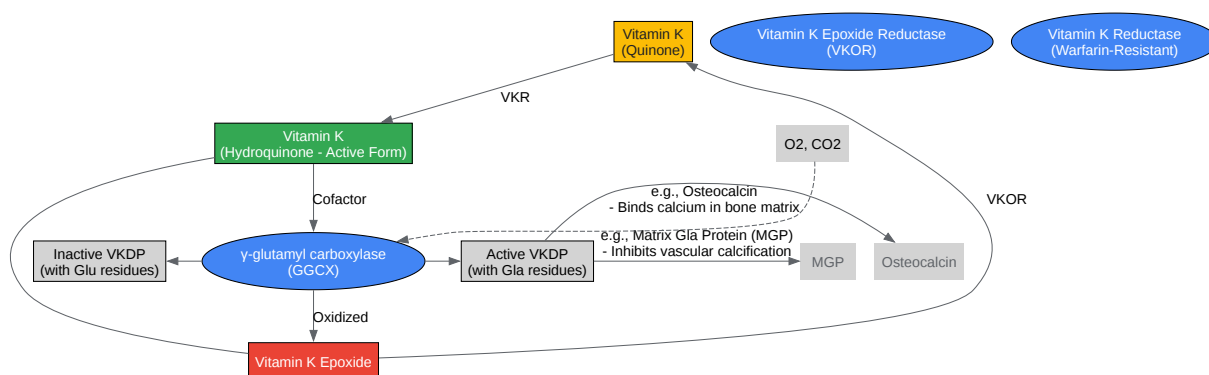 Vitamin K
(Quinone)
Vitamin K Epoxide Reductase
(VKOR)
Vitamin K Reductase
(Warfarin-Resistant)
VKR
Vitamin K
(Hydroquinone - Active Form)
O2, CO2
Cofactor
e.g., Osteocalcin
- Binds calcium in bone matrix
VKOR
Inactive VKDP
(with Glu residues)
γ-glutamyl carboxylase
(GGCX)
Active VKDP
(with Gla residues)
e.g., Matrix Gla Protein (MGP)
- Inhibits vascular calcification
MGP
Osteocalcin
Oxidized
Vitamin K Epoxide